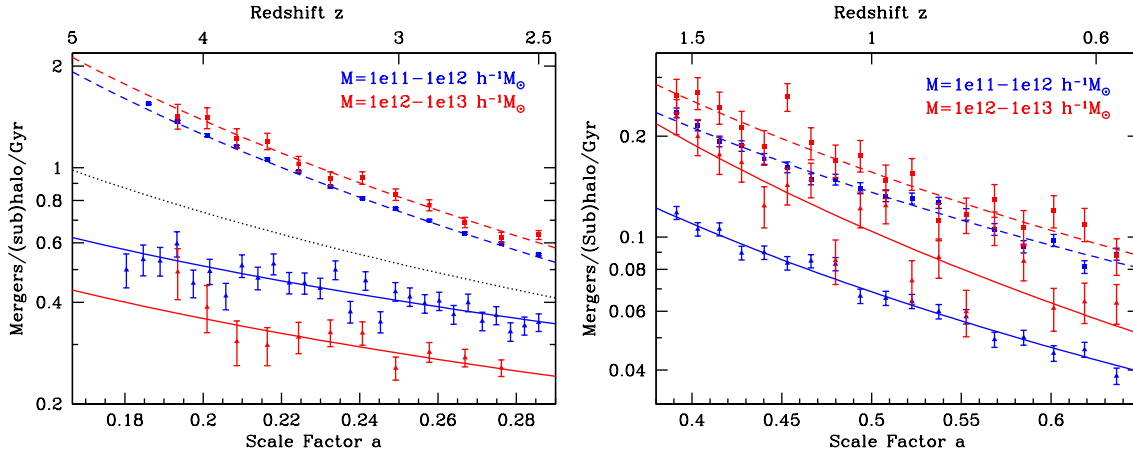 Redshift z
5 4 3 2.5
M=1e11−1e12 h⁻¹M⊙
M=1e12−1e13 h⁻¹M⊙
Mergers/(sub)halo/Gyr
2
1
0.8
0.6
0.4
0.2
0.18 0.2 0.22 0.24 0.26 0.28
Scale Factor a
Redshift z
1.5 1 0.6
M=1e11−1e12 h⁻¹M⊙
M=1e12−1e13 h⁻¹M⊙
Mergers/(Sub)halo/Gyr
0.2
0.1
0.08
0.06
0.04
0.4 0.45 0.5 0.55 0.6
Scale Factor a